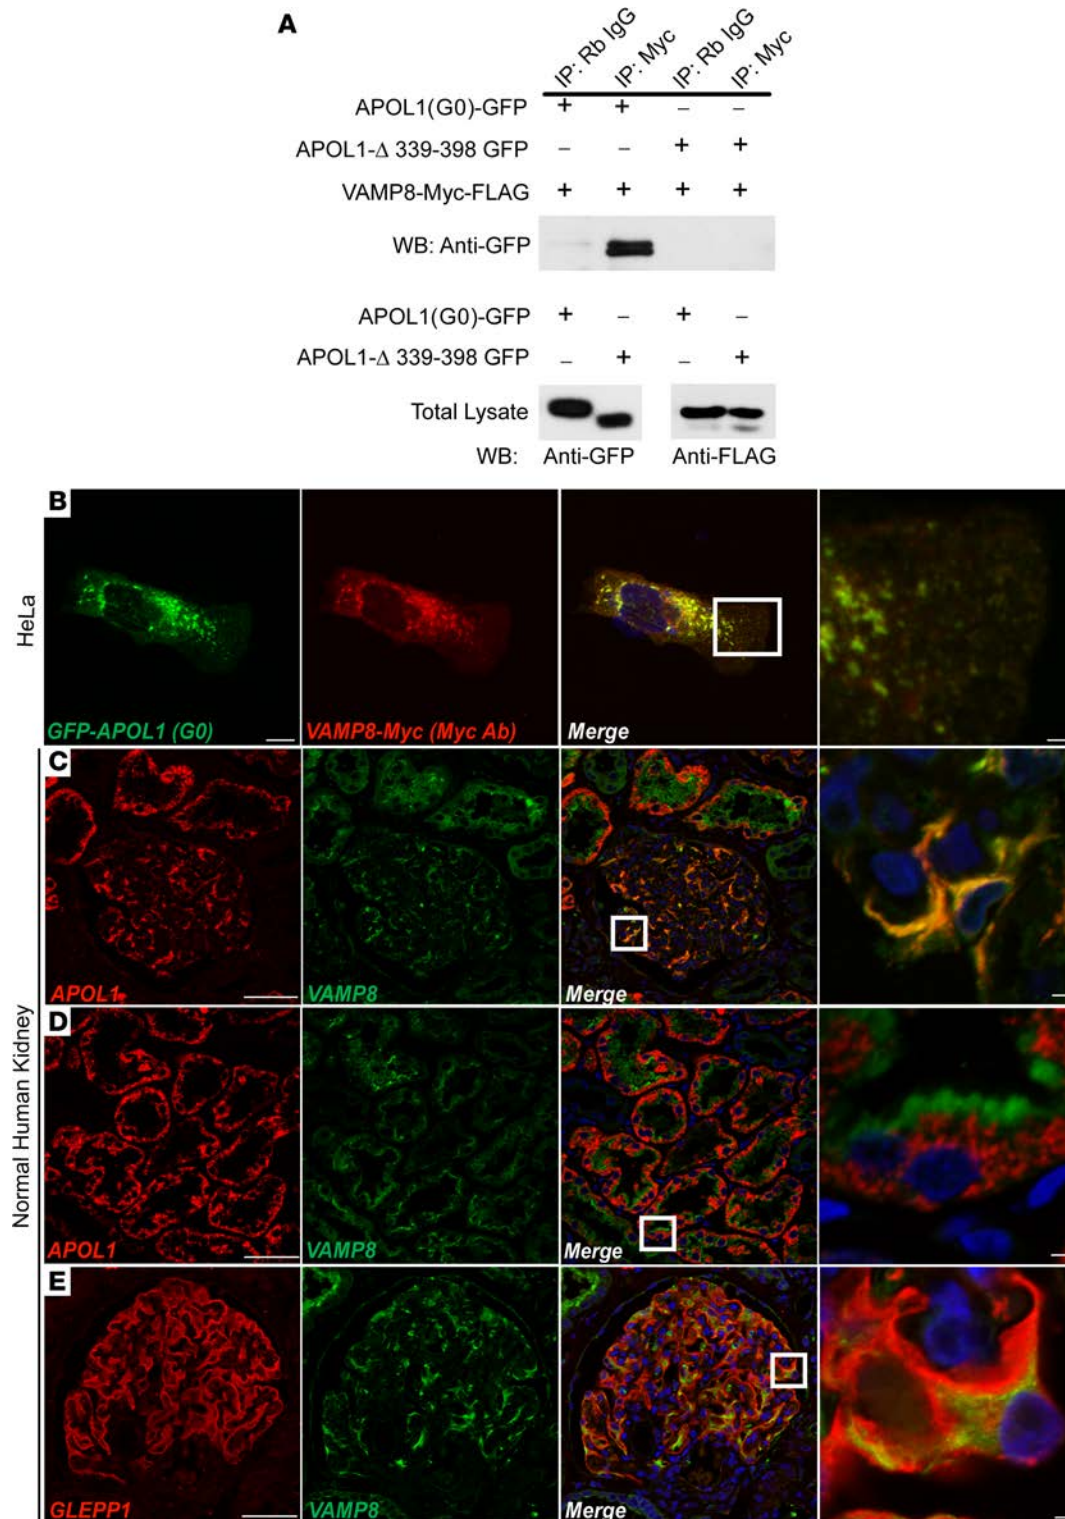 A
IP: Rb IgG
IP: Myc
IP: Rb IgG
IP: Myc
APOL1(G0)-GFP + + – –
APOL1-Δ 339-398 GFP – – + +
VAMP8-Myc-FLAG + + + +
WB: Anti-GFP
APOL1(G0)-GFP + – + –
APOL1-Δ 339-398 GFP – + – +
Total Lysate
WB: Anti-GFP Anti-FLAG
B
HeLa
GFP-APOL1 (G0) VAMP8-Myc (Myc Ab) Merge
Normal Human Kidney
C
APOL1 VAMP8 Merge
D
APOL1 VAMP8 Merge
E
GLEPP1 VAMP8 Merge